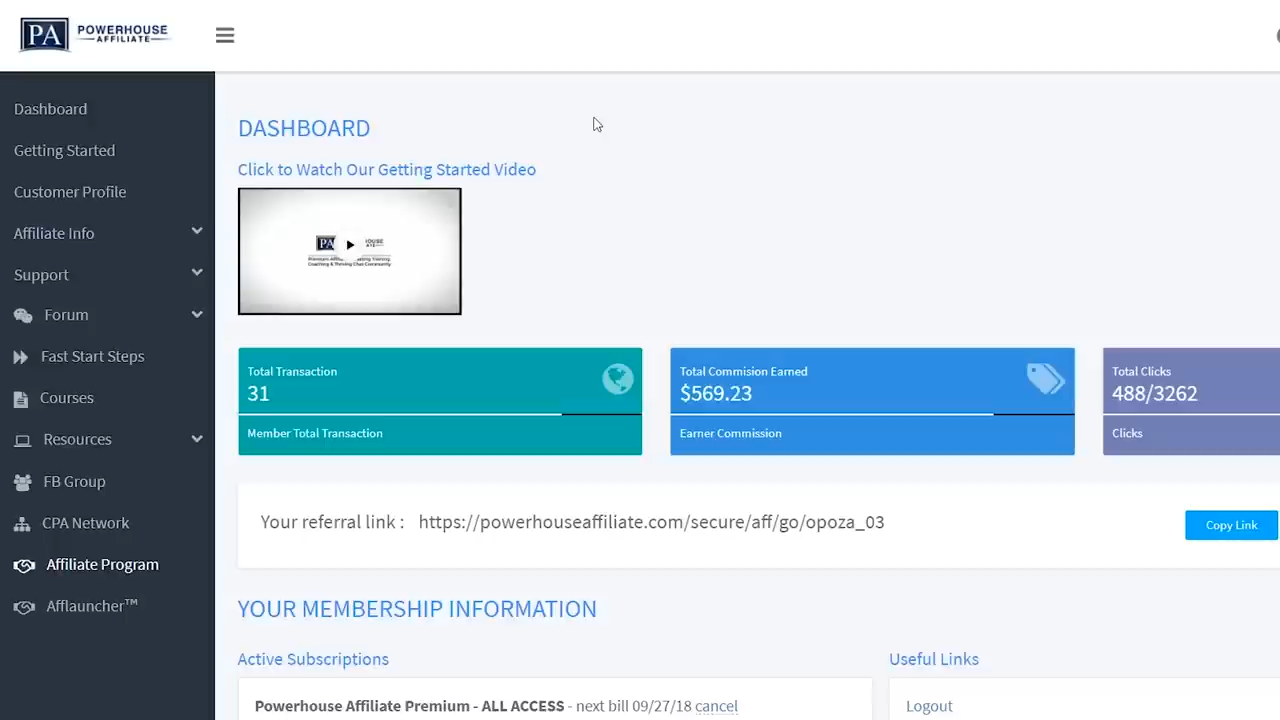 PA POWERHOUSE
AFFILIATE
Dashboard
Getting Started
Customer Profile
Affiliate Info
Support
Forum
Fast Start Steps
Courses
Resources
FB Group
CPA Network
Affiliate Program
Afflauncher™
DASHBOARD
Click to Watch Our Getting Started Video
PA
Total Transaction
31
Member Total Transaction
Total Commision Earned
$569.23
Earner Commission
Total Clicks
488/3262
Clicks
Your referral link : https://powerhouseaffiliate.com/secure/aff/go/opoza_03
Copy Link
YOUR MEMBERSHIP INFORMATION
Active Subscriptions
Powerhouse Affiliate Premium - ALL ACCESS - next bill 09/27/18 cancel
Useful Links
Logout